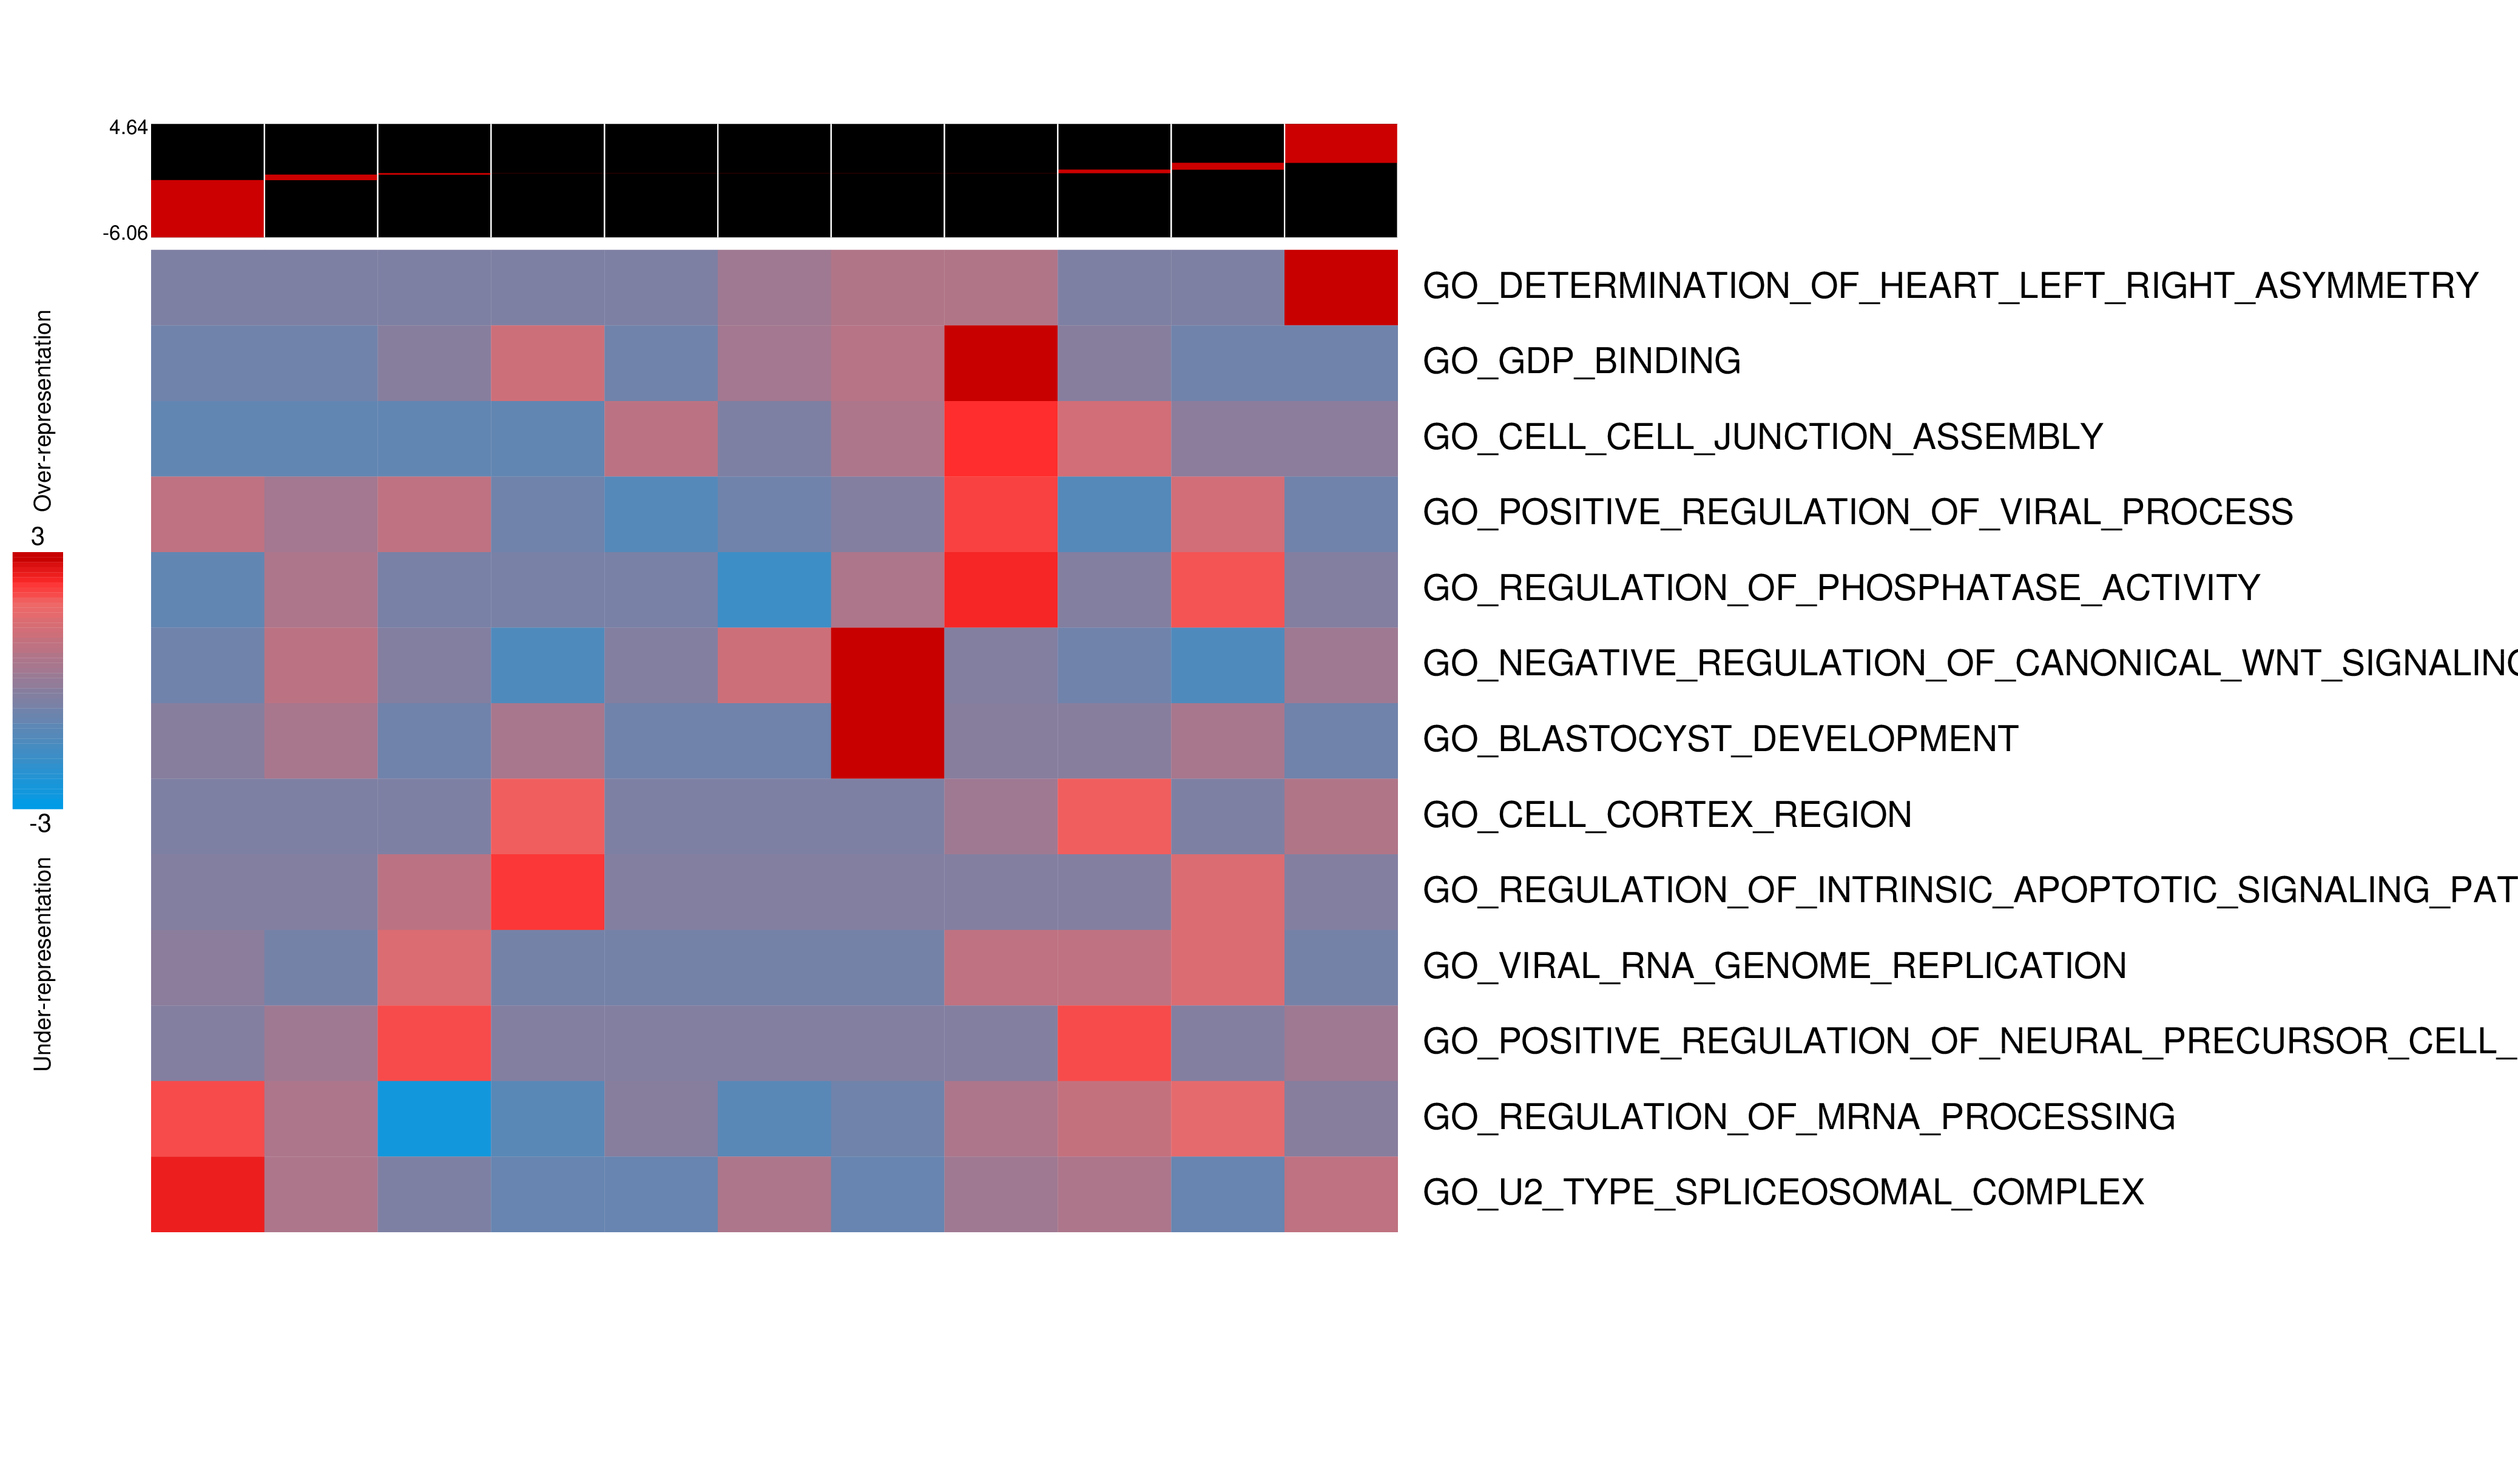 4.64
-6.06
Over-representation
3
-3
Under-representation
GO_DETERMINATION_OF_HEART_LEFT_RIGHT_ASYMMETRY
GO_GDP_BINDING
GO_CELL_CELL_JUNCTION_ASSEMBLY
GO_POSITIVE_REGULATION_OF_VIRAL_PROCESS
GO_REGULATION_OF_PHOSPHATASE_ACTIVITY
GO_NEGATIVE_REGULATION_OF_CANONICAL_WNT_SIGNALING
GO_BLASTOCYST_DEVELOPMENT
GO_CELL_CORTEX_REGION
GO_REGULATION_OF_INTRINSIC_APOPTOTIC_SIGNALING_PAT
GO_VIRAL_RNA_GENOME_REPLICATION
GO_POSITIVE_REGULATION_OF_NEURAL_PRECURSOR_CELL_
GO_REGULATION_OF_MRNA_PROCESSING
GO_U2_TYPE_SPLICEOSOMAL_COMPLEX